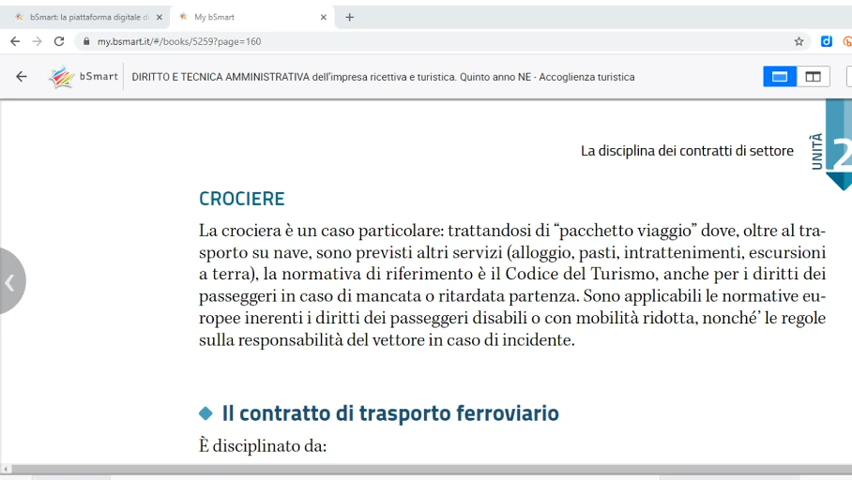 bSmart: la piattaforma digitale di
My bSmart
my.bsmart.it/#/books/5259?page=160
bSmart
DIRITTO E TECNICA AMMINISTRATIVA dell'impresa ricettiva e turistica. Quinto anno NE - Accoglienza turistica
La disciplina dei contratti di settore
UNITÀ
2
CROCIERE
La crociera è un caso particolare: trattandosi di “pacchetto viaggio” dove, oltre al tra-
sporto su nave, sono previsti altri servizi (alloggio, pasti, intrattenimenti, escursioni
a terra), la normativa di riferimento è il Codice del Turismo, anche per i diritti dei
passeggeri in caso di mancata o ritardata partenza. Sono applicabili le normative eu-
ropee inerenti i diritti dei passeggeri disabili o con mobilità ridotta, nonché’ le regole
sulla responsabilità del vettore in caso di incidente.
Il contratto di trasporto ferroviario
È disciplinato da: